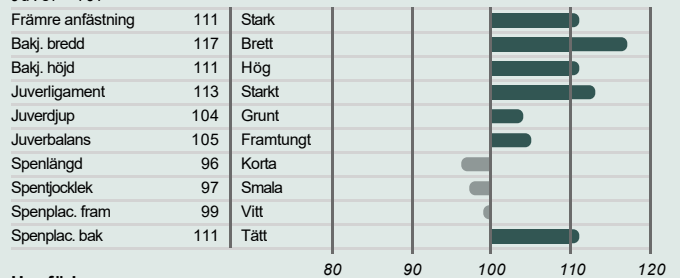 Främre anfästning 111 Stark
Bakj. bredd 117 Brett
Bakj. höjd 111 Hög
Juverligament 113 Starkt
Juverdjup 104 Grunt
Juverbalans 105 Framtungt
Spenlängd 96 Korta
Spentjocklek 97 Smala
Spenplac. fram 99 Vitt
Spenplac. bak 111 Tätt
80 90 100 110 120